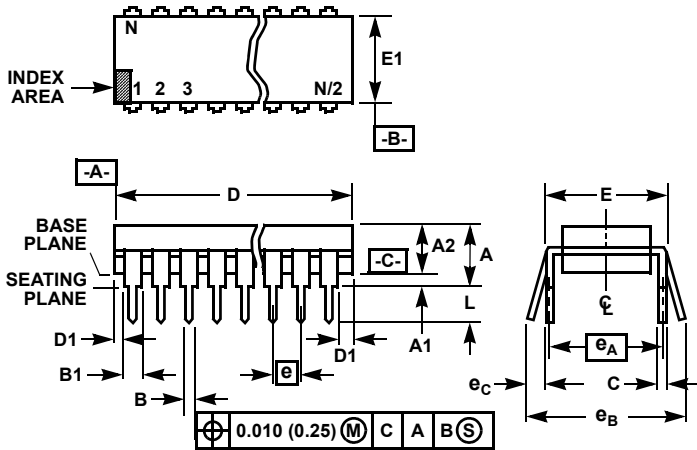 N
E1
INDEX
AREA
1 2 3 N/2
-B-
-A-
D
E
BASE
PLANE
A2
A
-C-
SEATING
PLANE
L
℄
D1
A1
D1
e
eA
B1
eC
C
B
eB
0.010 (0.25) Ⓜ C A B Ⓢ